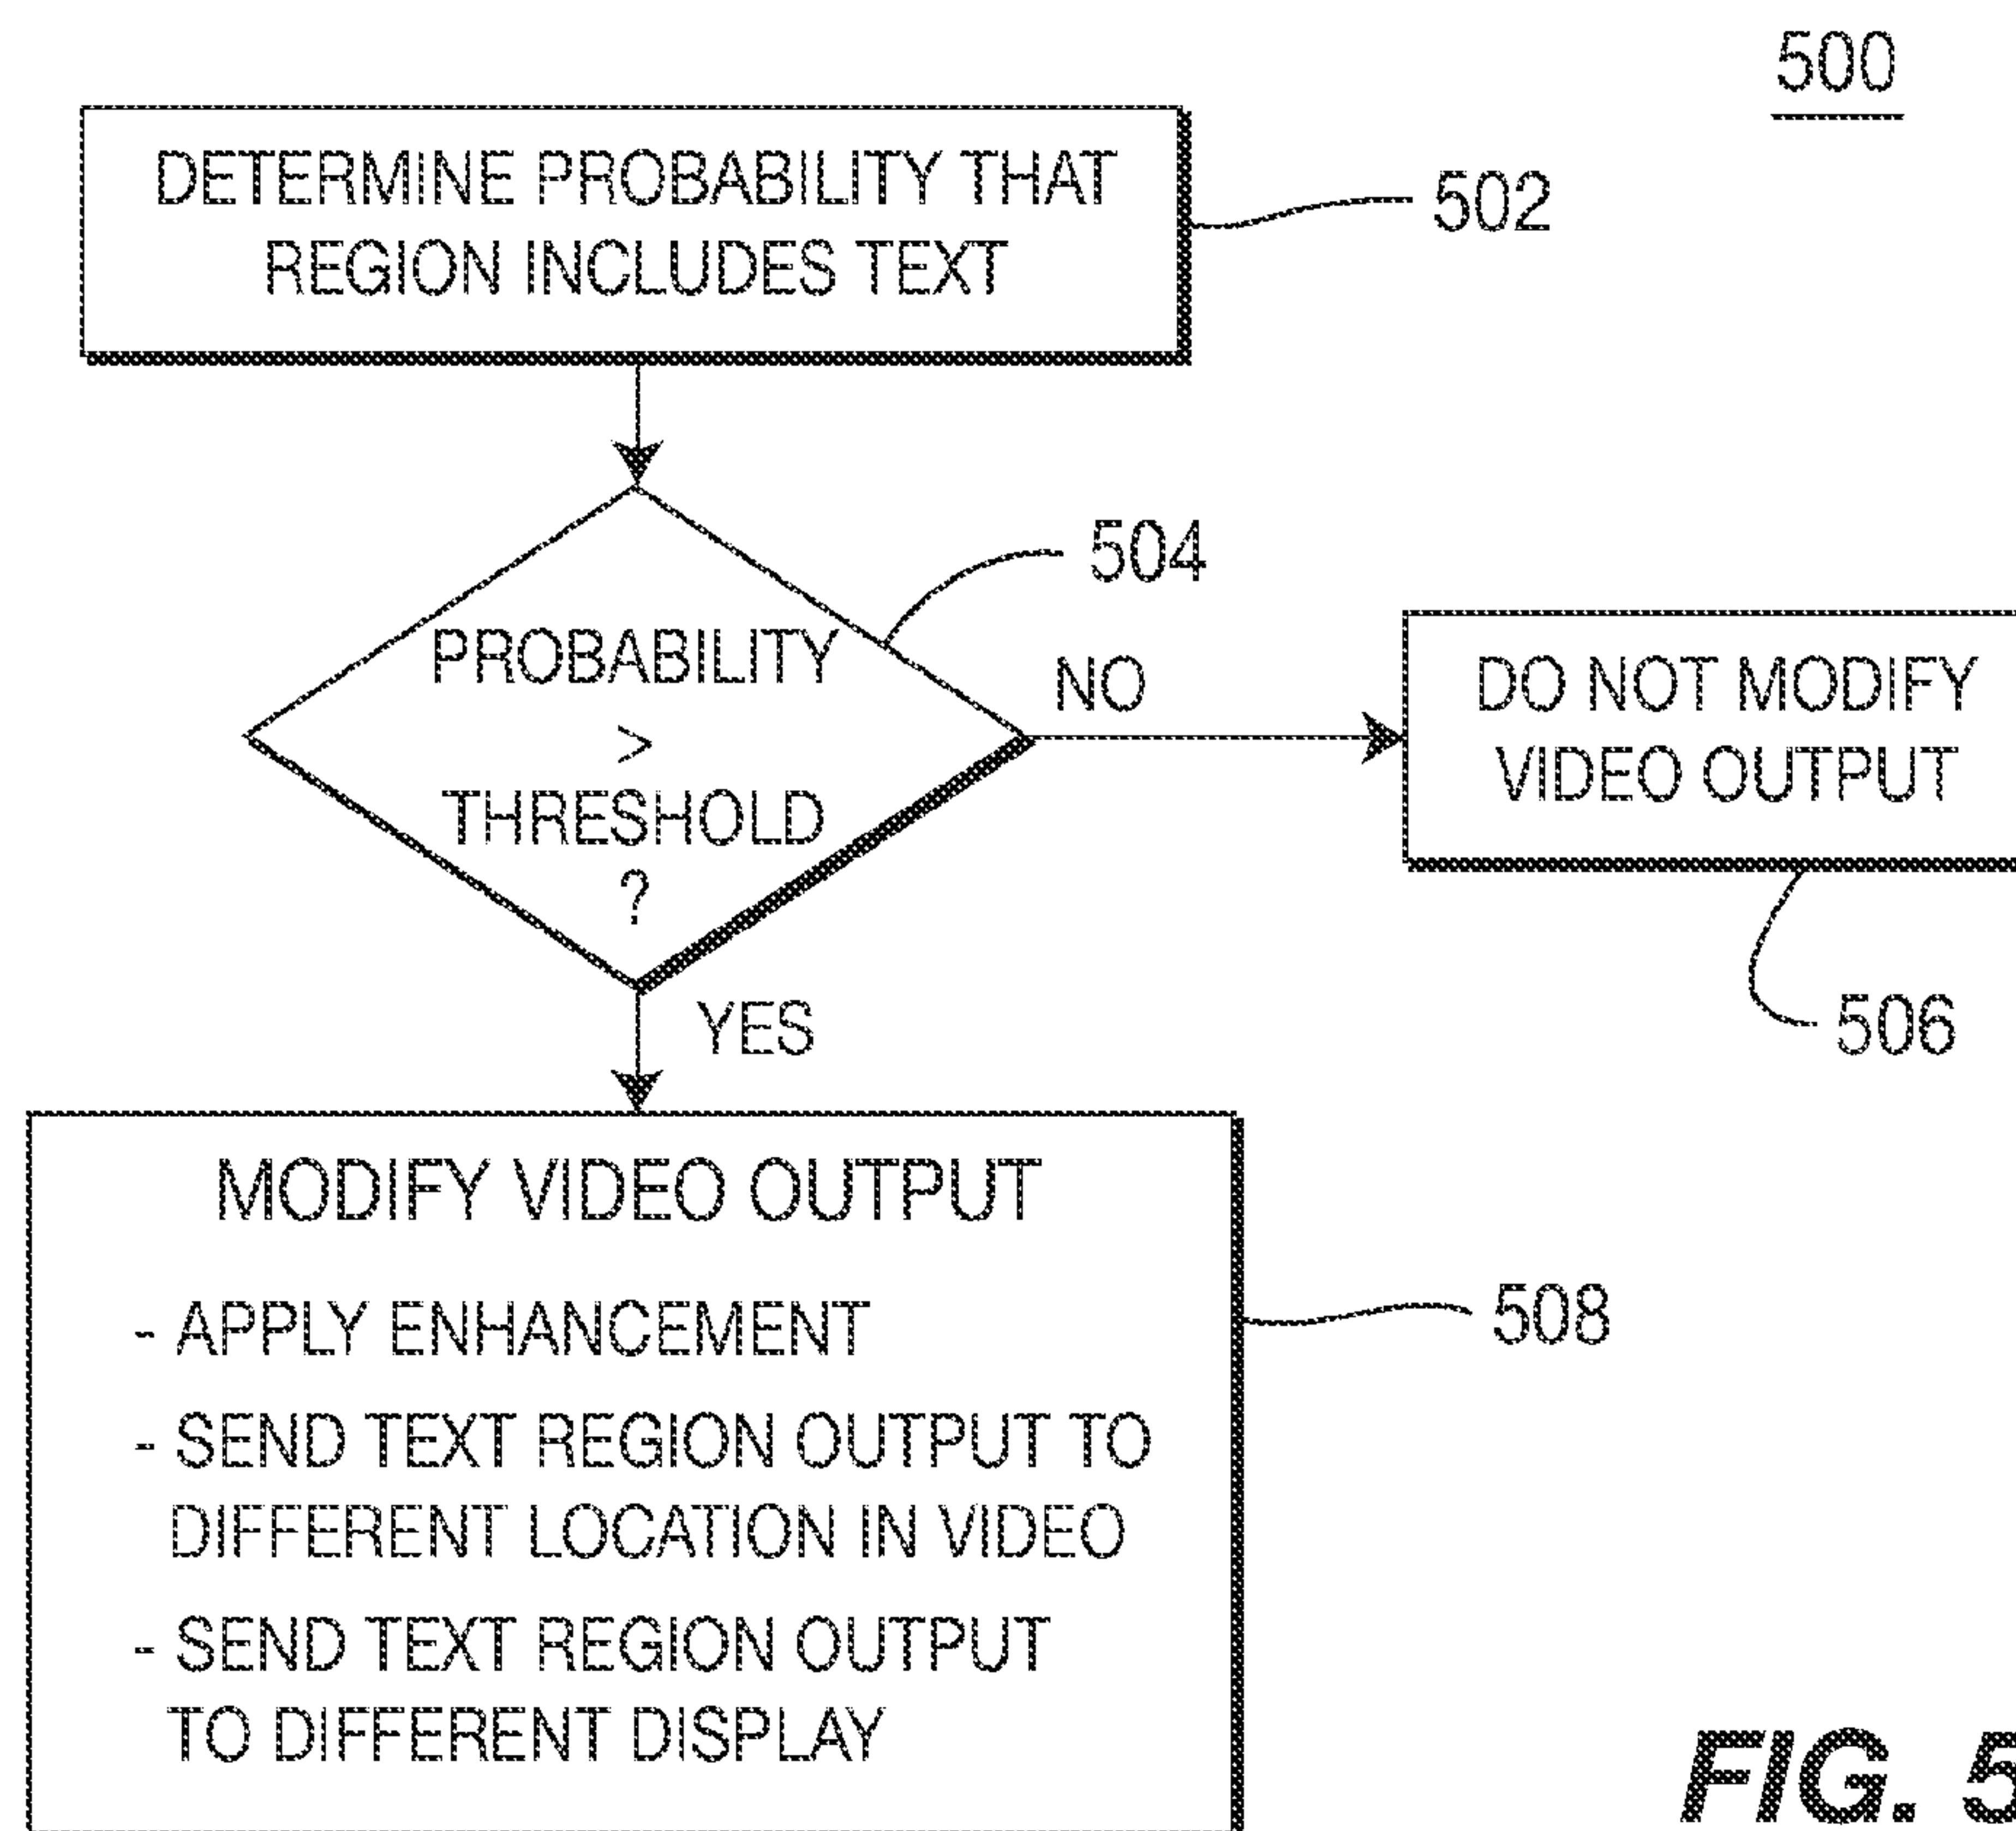 500
DETERMINE PROBABILITY THAT
REGION INCLUDES TEXT
502
504
PROBABILITY
>
THRESHOLD
?
NO
DO NOT MODIFY
VIDEO OUTPUT
506
YES
MODIFY VIDEO OUTPUT
- APPLY ENHANCEMENT
- SEND TEXT REGION OUTPUT TO
DIFFERENT LOCATION IN VIDEO
- SEND TEXT REGION OUTPUT
TO DIFFERENT DISPLAY
508
FIG. 5